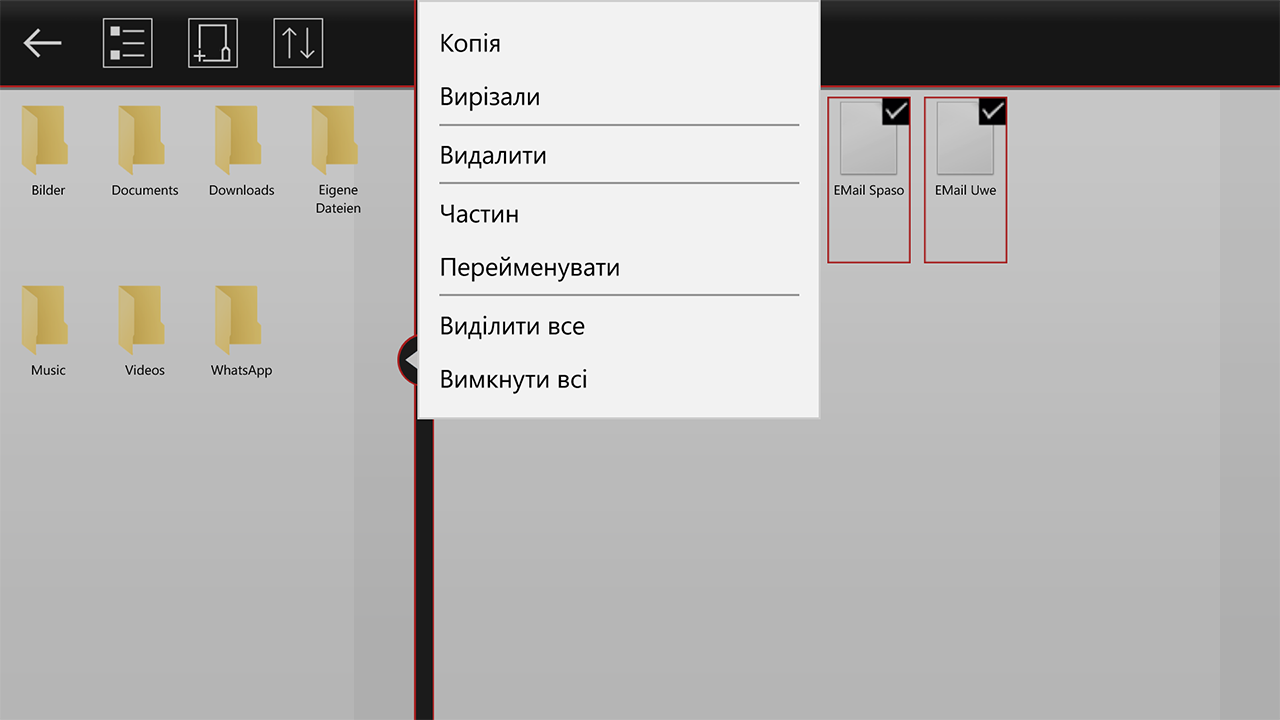 Копія
Вирізали
Видалити
Частин
Перейменувати
Виділити все
Вимкнути всі
Bilder
Documents
Downloads
Eigene
Dateien
Music
Videos
WhatsApp
EMail Spaso
EMail Uwe